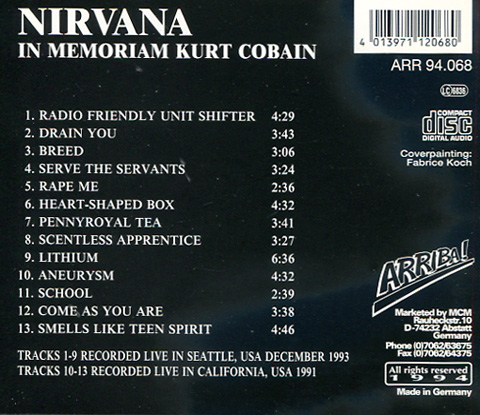 NIRVANA
IN MEMORIAM KURT COBAIN
4 013971 120680
ARR 94.068
LC 6836
COMPACT
disc
DIGITAL AUDIO
Coverpainting:
Fabrice Koch
1. RADIO FRIENDLY UNIT SHIFTER 4:29
2. DRAIN YOU 3:43
3. BREED 3:06
4. SERVE THE SERVANTS 3:24
5. RAPE ME 2:36
6. HEART-SHAPED BOX 4:32
7. PENNYROYAL TEA 3:41
8. SCENTLESS APPRENTICE 3:27
9. LITHIUM 6:36
10. ANEURYSM 4:32
11. SCHOOL 2:39
12. COME AS YOU ARE 3:38
13. SMELLS LIKE TEEN SPIRIT 4:46
TRACKS 1-9 RECORDED LIVE IN SEATTLE, USA DECEMBER 1993
TRACKS 10-13 RECORDED LIVE IN CALIFORNIA, USA 1991
ARRIBA!
Marketed by MCM
Rauheckstr.10
D-74232 Abstatt
Germany
Phone (0)7062/63675
Fax (0)7062/64375
All rights reserved
1994
Made in Germany